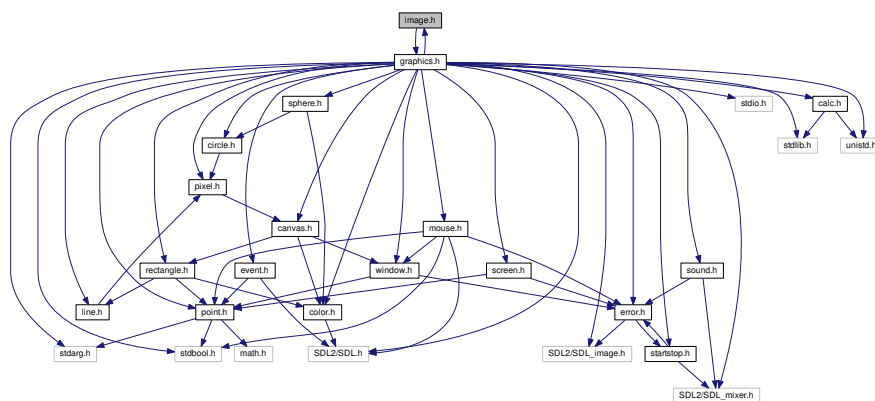 image.h
graphics.h
sphere.h
stdio.h
calc.h
circle.h
stdlib.h
unistd.h
pixel.h
canvas.h
mouse.h
rectangle.h
event.h
window.h
screen.h
sound.h
line.h
point.h
color.h
error.h
stdarg.h
stdbool.h
math.h
SDL2/SDL.h
SDL2/SDL_image.h
startstop.h
SDL2/SDL_mixer.h